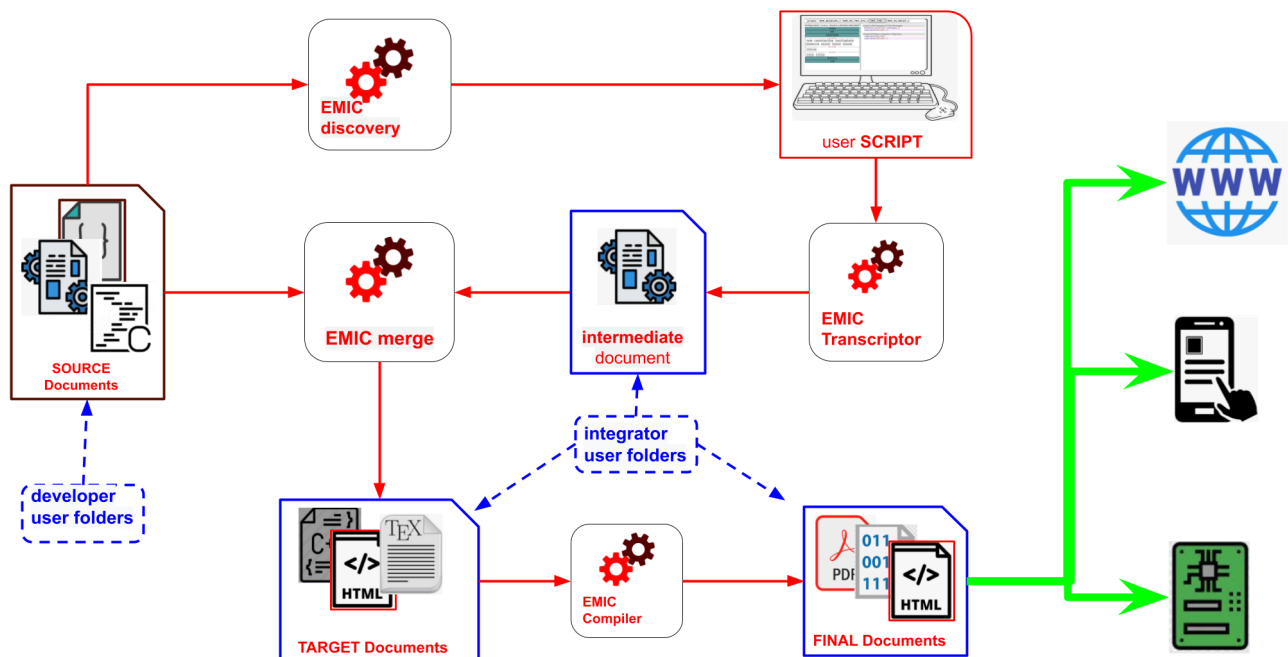 EMIC
discovery
user SCRIPT
WWW
{ }
C
SOURCE
Documents
EMIC merge
intermediate
document
EMIC
Transcriptor
developer
user folders
integrator
user folders
={}
C+
{=}
</>
HTML
TEX
TARGET Documents
EMIC
Compiler
PDF
011
001
111
</>
HTML
FINAL Documents